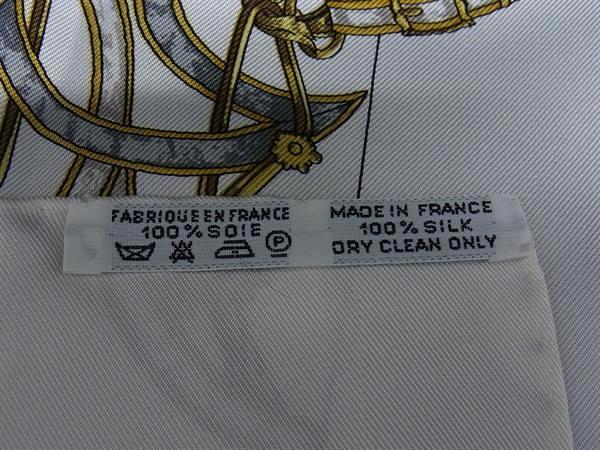 FABRIQUE EN FRANCE
100% SOIE
P
MADE IN FRANCE
100% SILK
DRY CLEAN ONLY